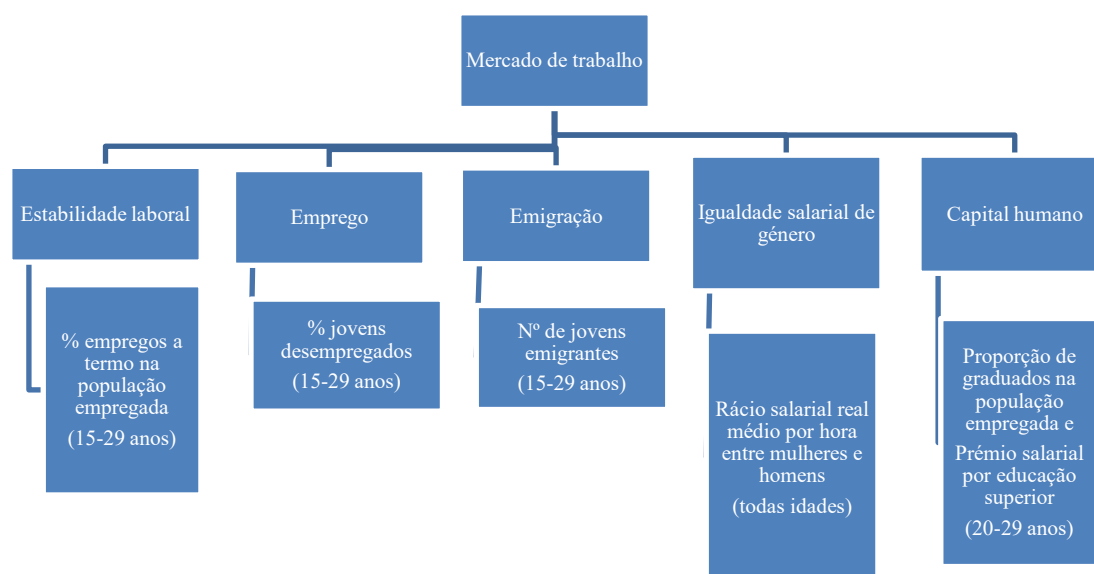 Mercado de trabalho
Estabilidade laboral
Emprego
Emigração
Igualdade salarial de
género
Capital humano
% empregos a
termo na
população
empregada
(15-29 anos)
% jovens
desempregados
(15-29 anos)
Nº de jovens
emigrantes
(15-29 anos)
Rácio salarial real
médio por hora
entre mulheres e
homens
(todas idades)
Proporção de
graduados na
população
empregada e
Prémio salarial
por educação
superior
(20-29 anos)